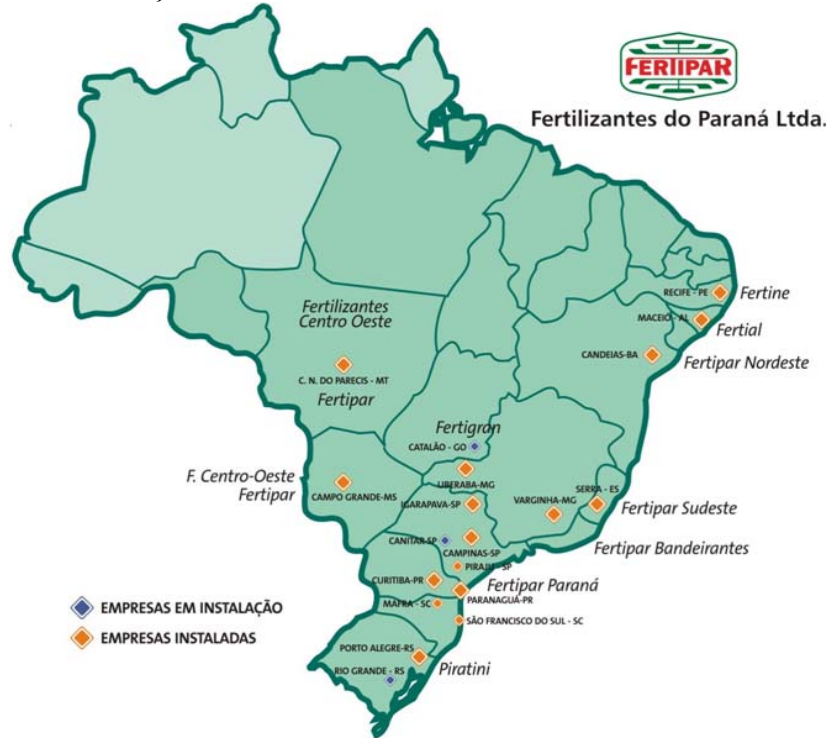 FERTIPAR
Fertilizantes do Paraná Ltda.
RECIFE - PE
Fertine
Fertilizantes
Centro Oeste
MACEIO - AL
Fertial
CANDEIAS-BA
Fertipar Nordeste
C. N. DO PARECIS - MT
Fertipar
Fertigran
CATALÃO - GO
F. Centro-Oeste
Fertipar
CAMPO GRANDE-MS
UBERABA-MG
IGARAPAVA-SP
VARGINHA-MG
SERRA - ES
Fertipar Sudeste
CANITAR-SP
CAMPINAS-SP
Fertipar Bandeirantes
PIRAJU - SP
CURITIBA-PR
Fertipar Paraná
PARANAGUÁ-PR
MAFRA - SC
SÃO FRANCISCO DO SUL - SC
EMPRESAS EM INSTALAÇÃO
EMPRESAS INSTALADAS
PORTO ALEGRE-RS
RIO GRANDE - RS
Piratini